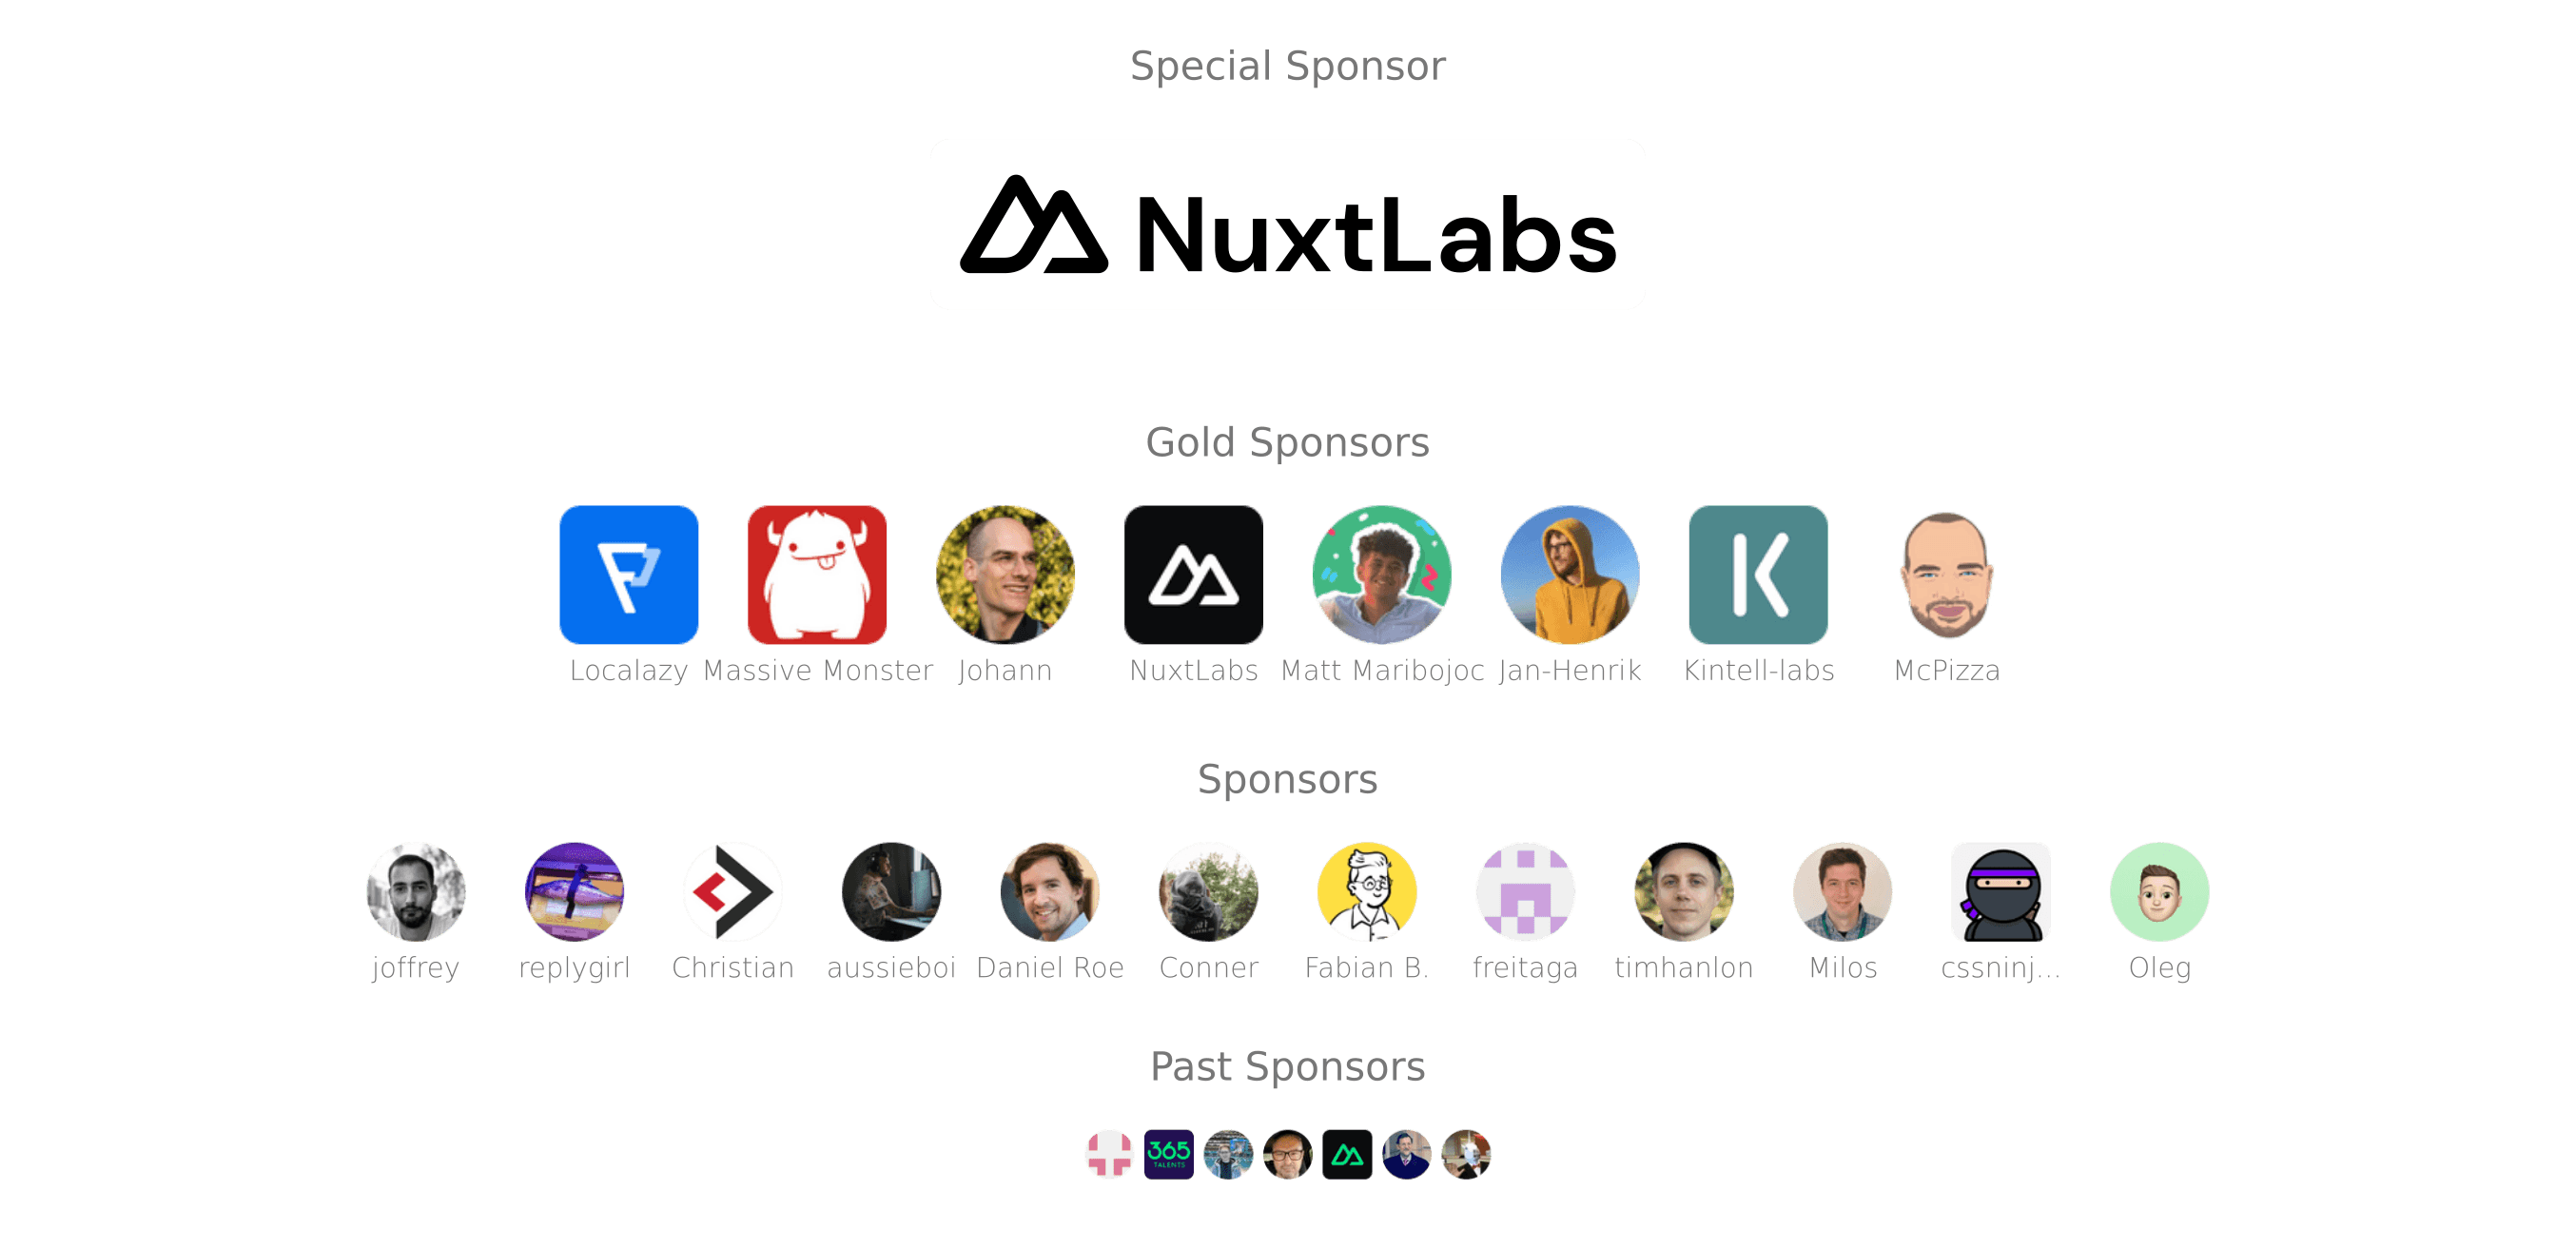 Special Sponsor
NuxtLabs
Gold Sponsors
Localazy Massive Monster Johann NuxtLabs Matt Maribojoc Jan-Henrik Kintell-labs McPizza
Sponsors
joffrey replygirl Christian aussieboi Daniel Roe Conner Fabian B. freitaga timhanlon Milos cssninj... Oleg
Past Sponsors
365
TALENTS